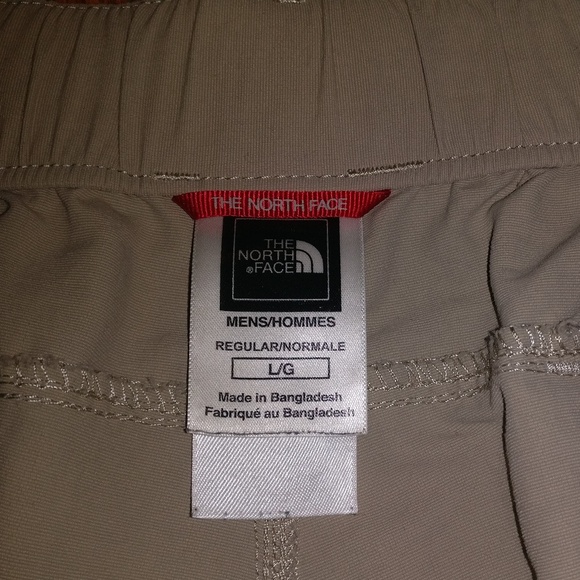 THE NORTH FACE
THE
NORTH
®FACE
MENS/HOMMES
REGULAR/NORMALE
L/G
Made in Bangladesh
Fabriqué au Bangladesh